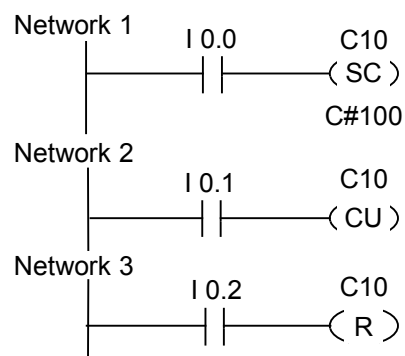 Network 1
I 0.0
C10
SC
C#100
Network 2
I 0.1
C10
CU
Network 3
I 0.2
C10
R